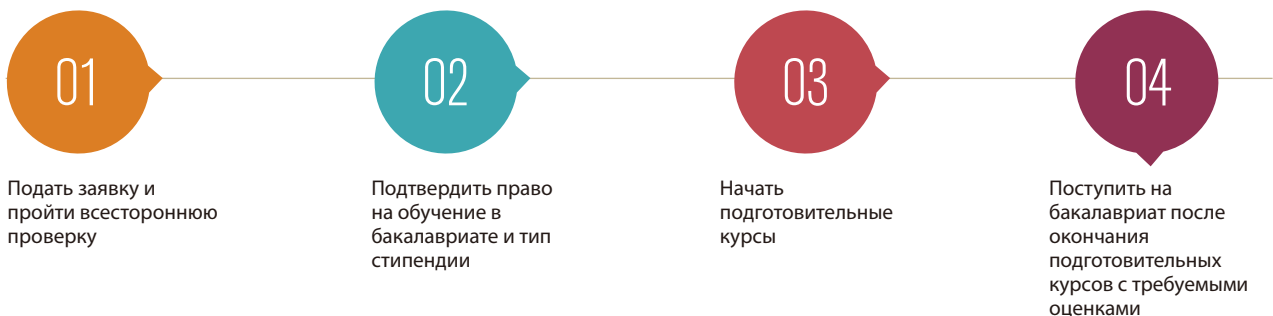 01
Подать заявку и
пройти всестороннюю
проверку
02
Подтвердить право
на обучение в
бакалавриате и тип
стипендии
03
Начать
подготовительные
курсы
04
Поступить на
бакалавриат после
окончания
подготовительных
курсов с требуемыми
оценками